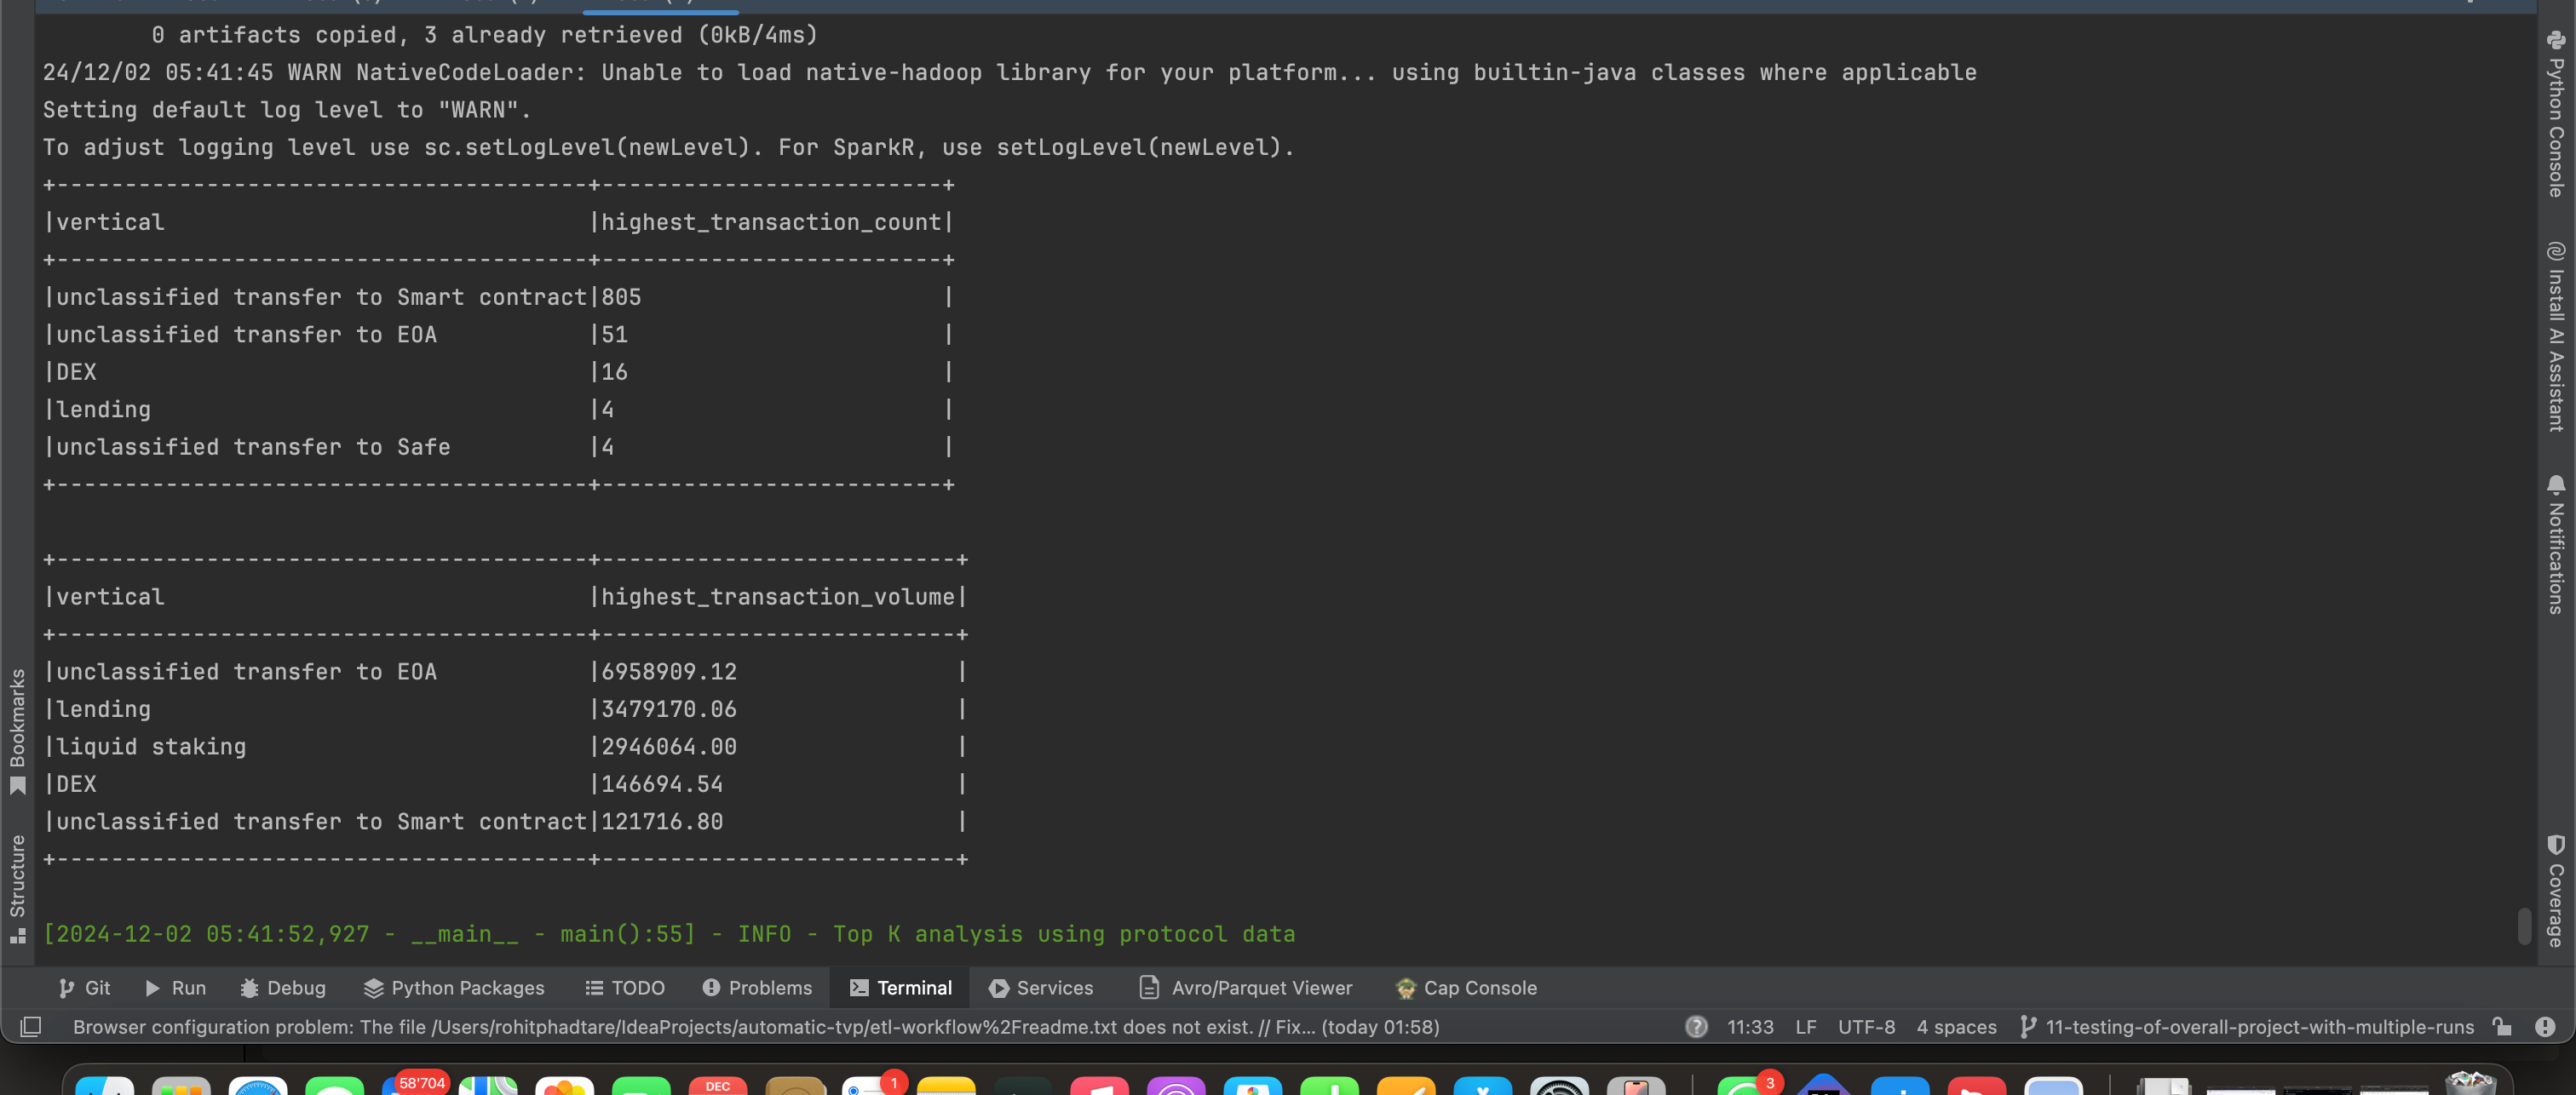 0 artifacts copied, 3 already retrieved (0kB/4ms)
24/12/02 05:41:45 WARN NativeCodeLoader: Unable to load native-hadoop library for your platform... using builtin-java classes where applicable
Setting default log level to "WARN".
To adjust logging level use sc.setLogLevel(newLevel). For SparkR, use setLogLevel(newLevel).
+---------------------------------------+-------------------------+
|vertical |highest_transaction_count|
+---------------------------------------+-------------------------+
|unclassified transfer to Smart contract|805 |
|unclassified transfer to EOA |51 |
|DEX |16 |
|lending |4 |
|unclassified transfer to Safe |4 |
+---------------------------------------+-------------------------+
+---------------------------------------+--------------------------+
|vertical |highest_transaction_volume|
+---------------------------------------+--------------------------+
|unclassified transfer to EOA |6958909.12 |
|lending |3479170.06 |
|liquid staking |2946064.00 |
|DEX |146694.54 |
|unclassified transfer to Smart contract|121716.80 |
+---------------------------------------+--------------------------+
[2024-12-02 05:41:52,927 - __main__ - main():55] - INFO - Top K analysis using protocol data
Bookmarks
Structure
Python Console
Install AI Assistant
Notifications
Coverage
Git Run Debug Python Packages TODO Problems Terminal Services Avro/Parquet Viewer Cap Console
Browser configuration problem: The file /Users/rohitphadtare/IdeaProjects/automatic-tvp/etl-workflow%2Freadme.txt does not exist. // Fix... (today 01:58) 11:33 LF UTF-8 4 spaces 11-testing-of-overall-project-with-multiple-runs
58'704 DEC 1 3